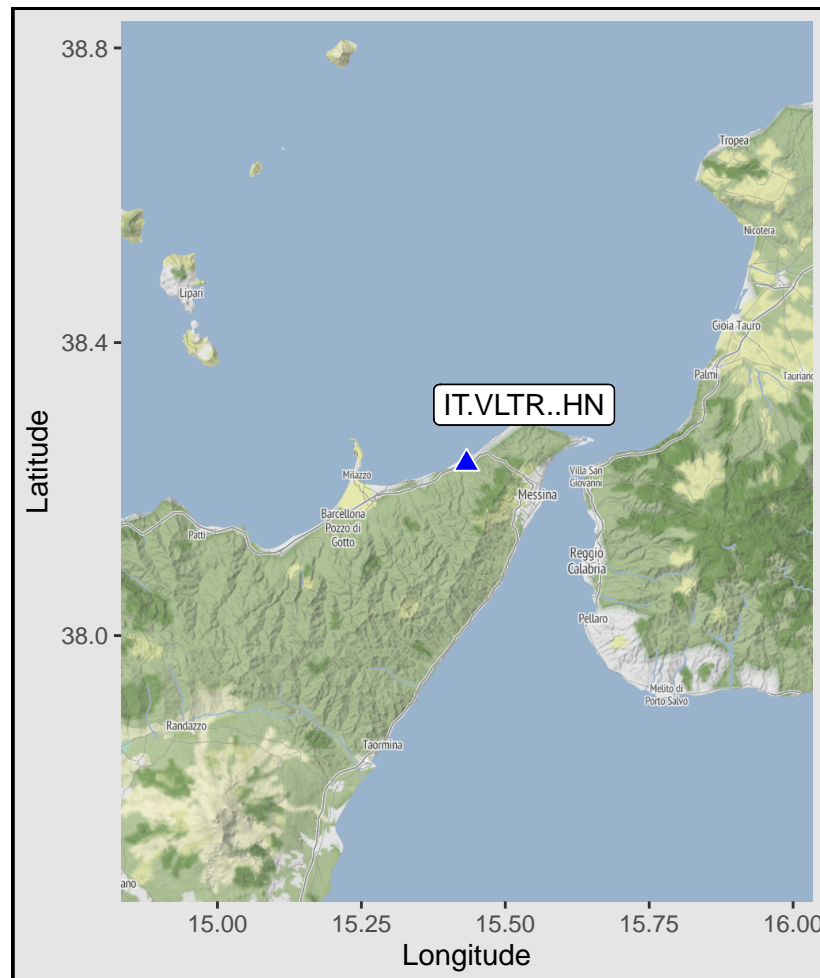 38.8
Tropea
Nicotera
Lipari
Gioia Tauro
38.4
Palmi
Tauriano
IT.VLTR..HN
Latitude
Milazzo
Villa San
Giovanni
Messina
Barcellona
Pozzo di
Gotto
Patti
Reggio
Calabria
38.0
Pellaro
Melito di
Porto Salvo
Randazzo
Taormina
ano
15.00
15.25
15.50
15.75
16.00
Longitude